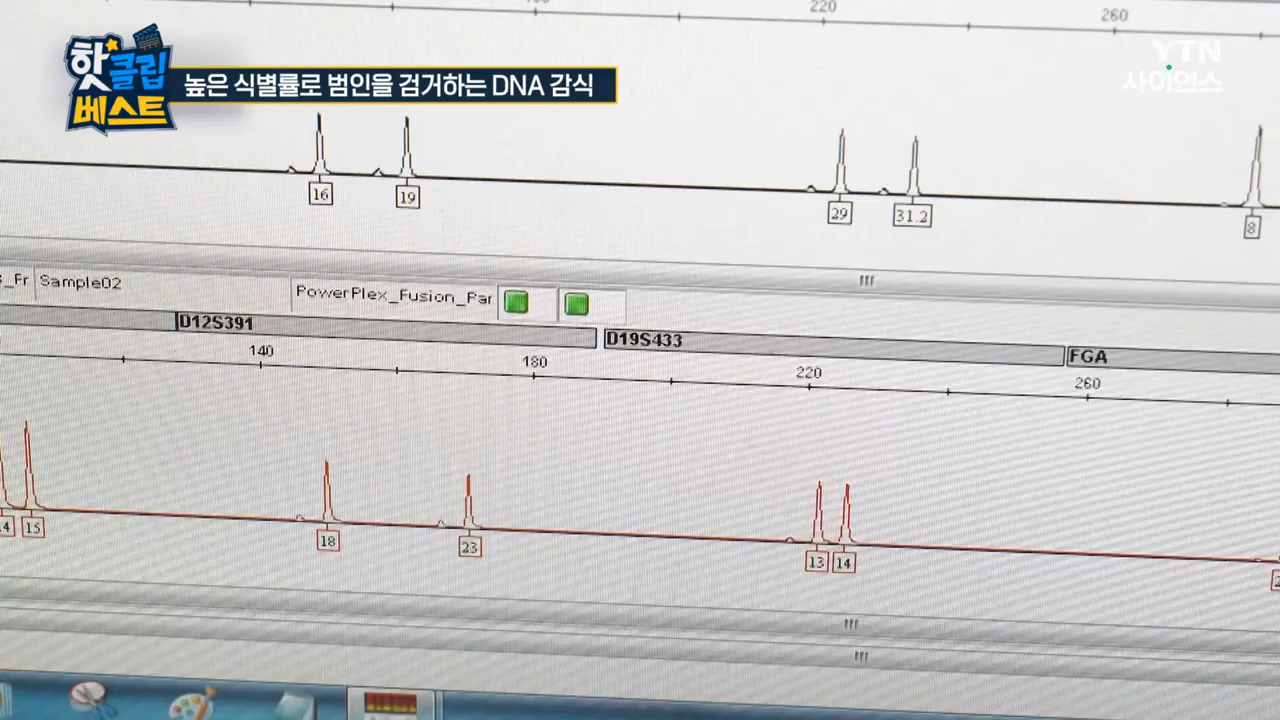 220
260
YTN
사이언스
핫클립
베스트
높은 식별률로 범인을 검거하는 DNA 감식
16
19
29
31.2
8
_Fr
Sample02
PowerPlex_Fusion_Par
D12S391
D19S433
FGA
140
180
220
260
15
18
23
13
14